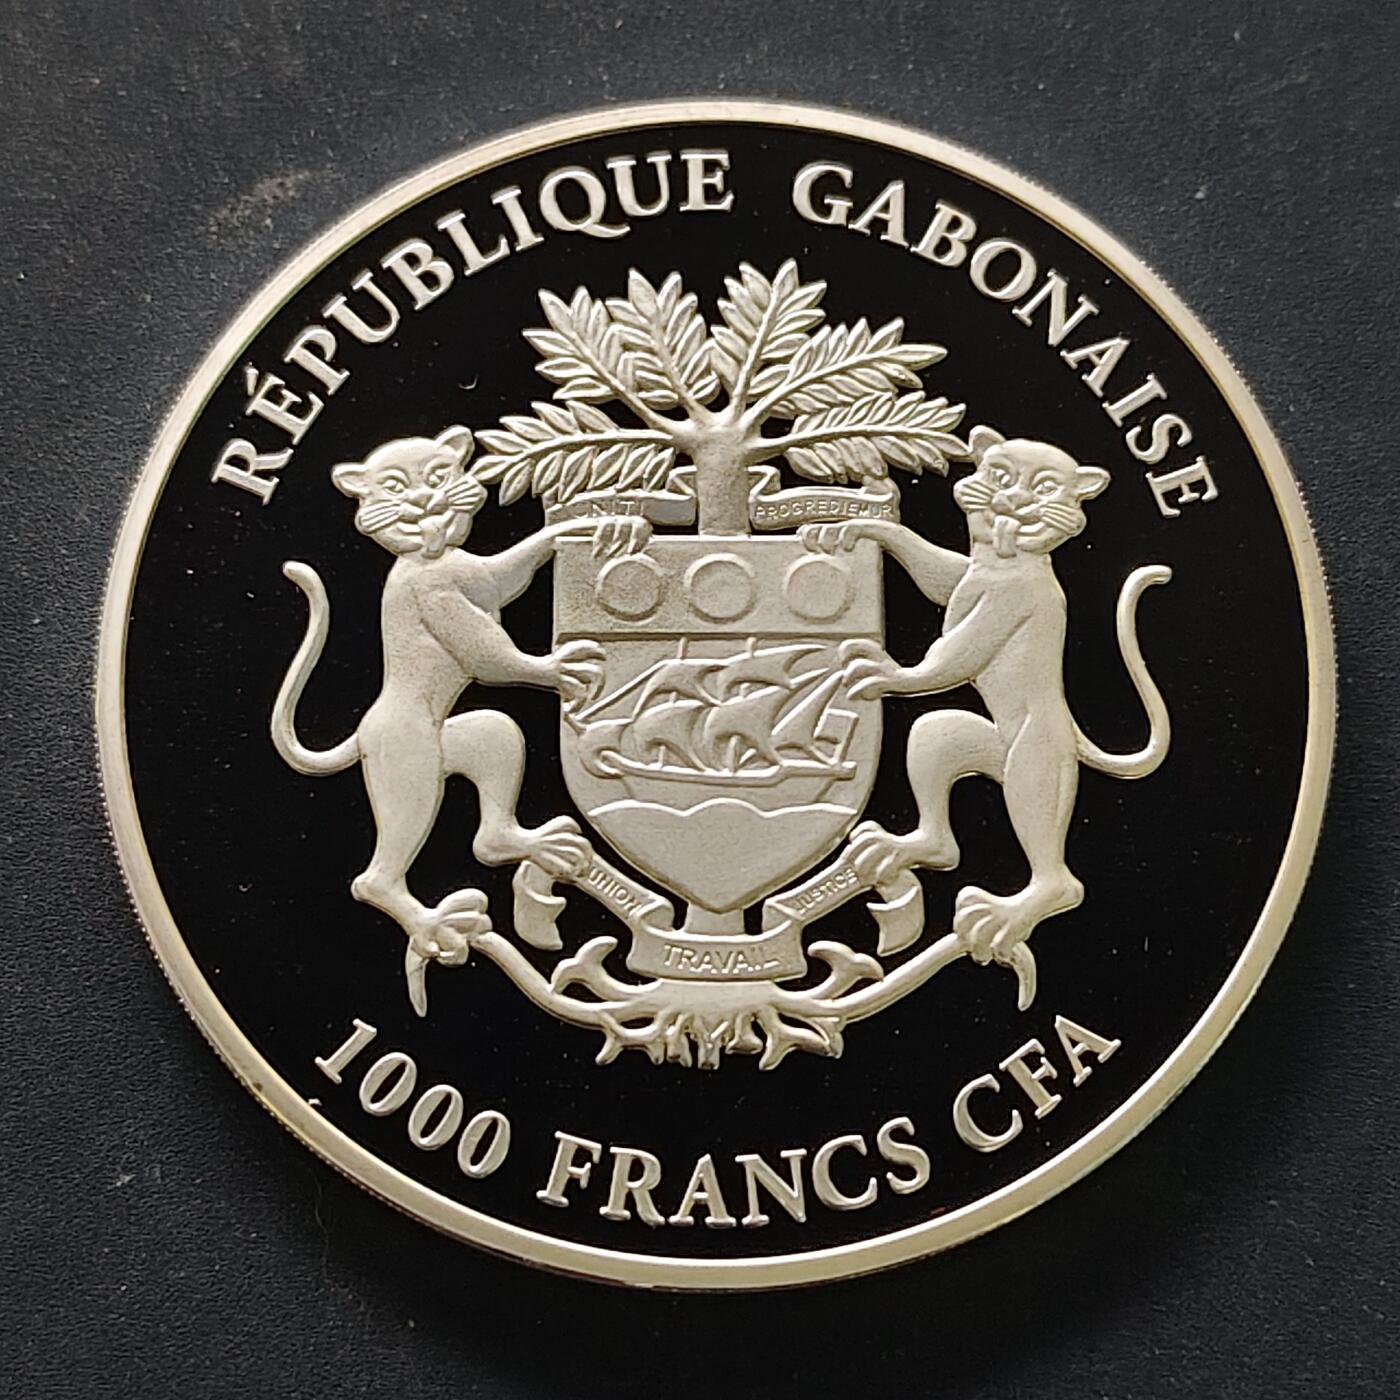 RÉPUBLIQUE GABONAISE
UNITI PROGREDIEMUR
UNION TRAVAIL JUSTICE
1000 FRANCS CFA